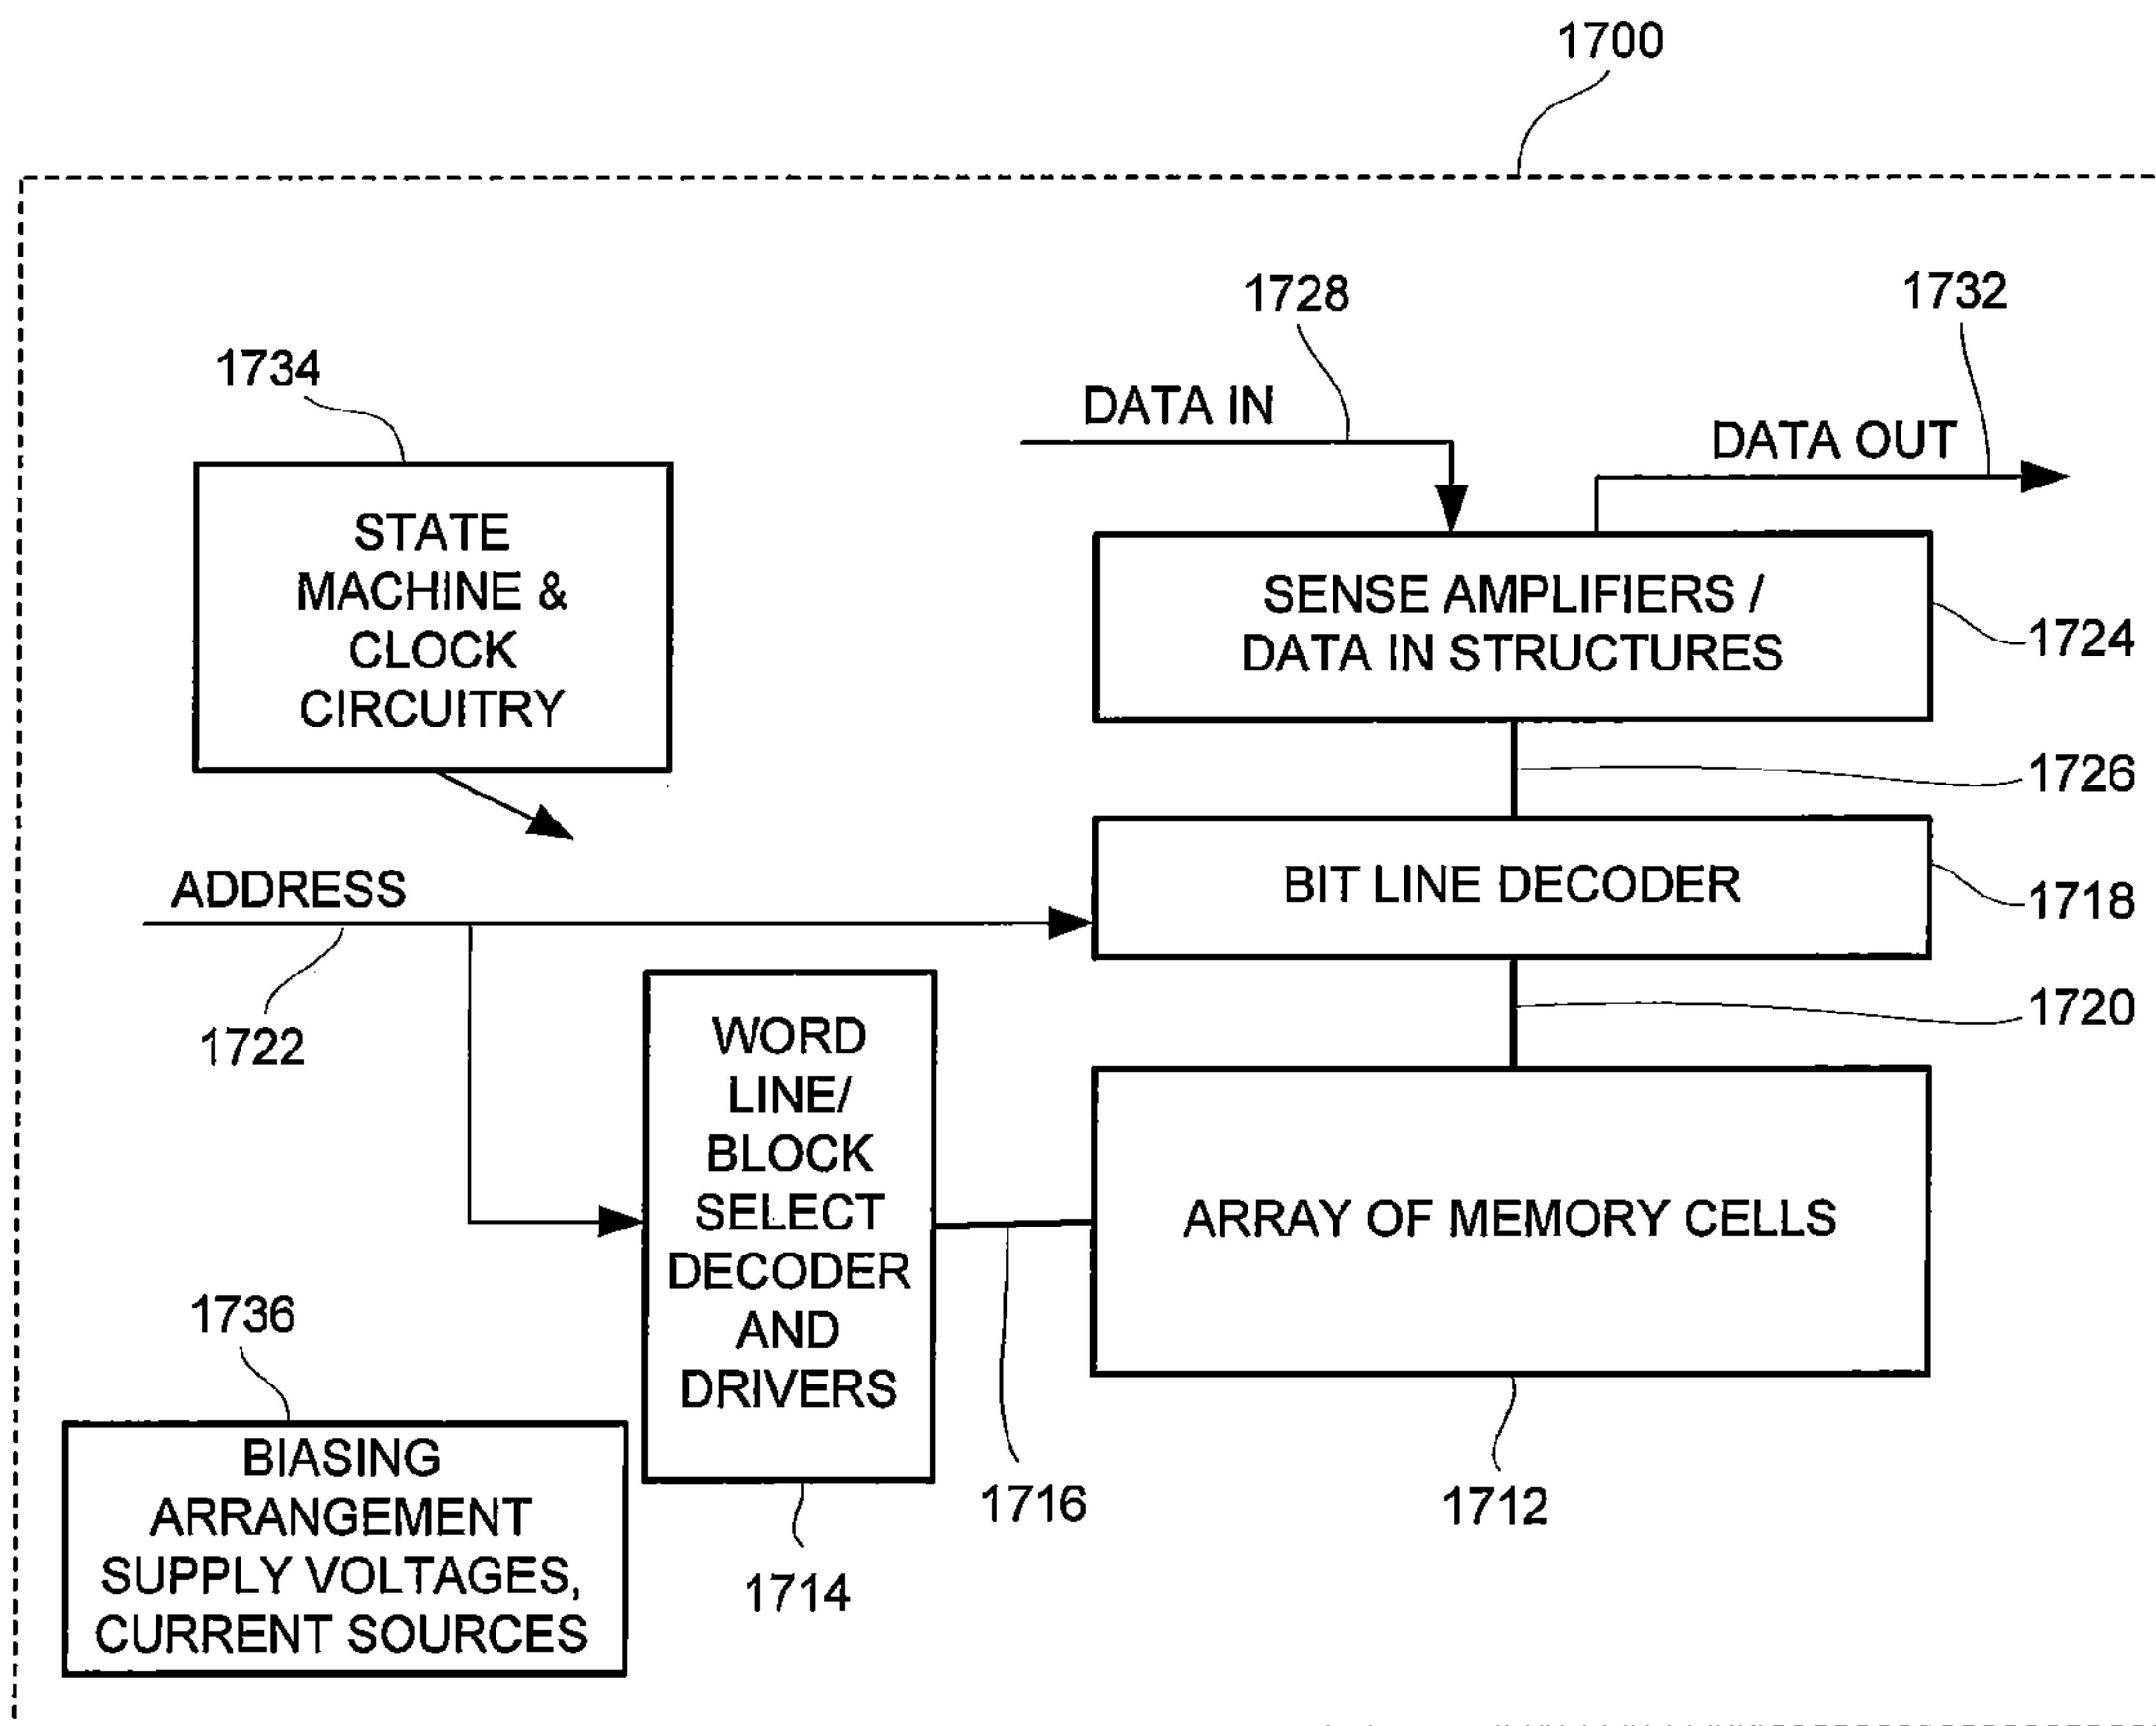 1700
1728
1732
1734
DATA IN
DATA OUT
STATE
MACHINE &
CLOCK
CIRCUITRY
SENSE AMPLIFIERS /
DATA IN STRUCTURES
1724
1726
ADDRESS
BIT LINE DECODER
1718
1722
1720
WORD
LINE/
BLOCK
SELECT
DECODER
AND
DRIVERS
ARRAY OF MEMORY CELLS
1736
1716
1712
BIASING
ARRANGEMENT
SUPPLY VOLTAGES,
CURRENT SOURCES
1714